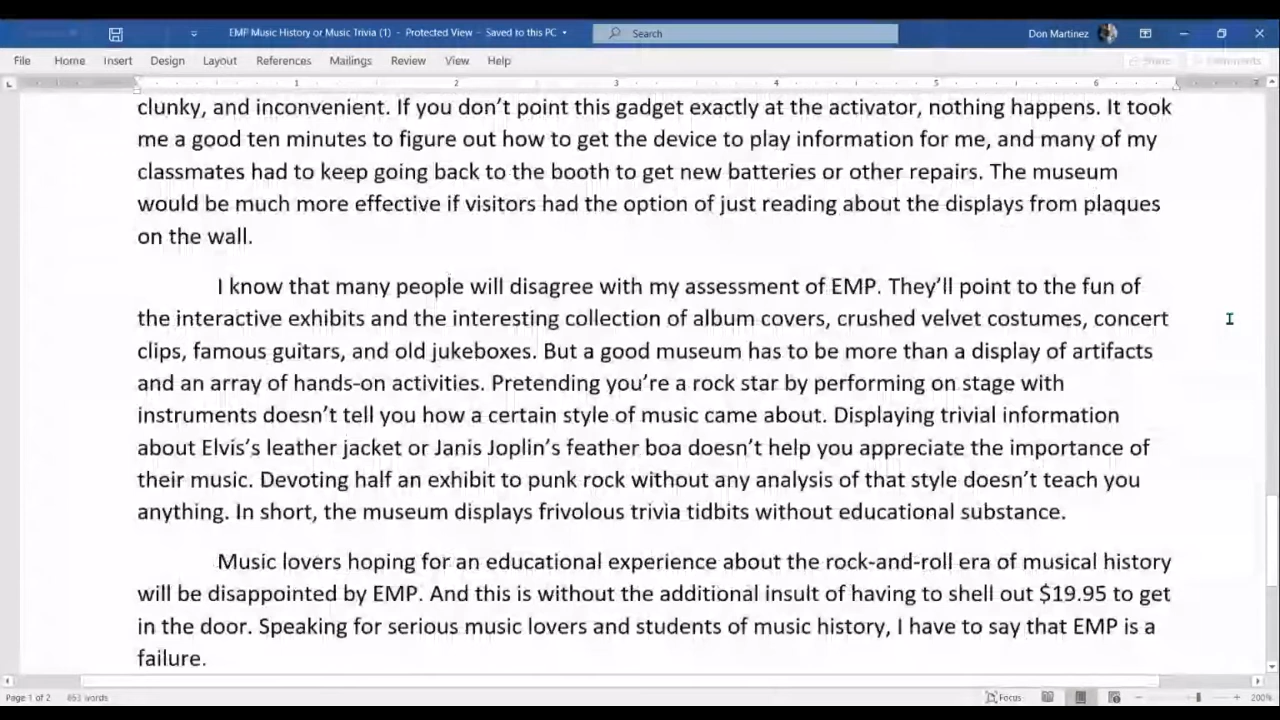 EMP Music History or Music Trivia (1) - Protected View - Saved to this PC
Search
Don Martinez
File Home Insert Design Layout References Mailings Review View Help Share Comments
1 2 3 4 5 6 7
clunky, and inconvenient. If you don't point this gadget exactly at the activator, nothing happens. It took
me a good ten minutes to figure out how to get the device to play information for me, and many of my
classmates had to keep going back to the booth to get new batteries or other repairs. The museum
would be much more effective if visitors had the option of just reading about the displays from plaques
on the wall.
I know that many people will disagree with my assessment of EMP. They'll point to the fun of
the interactive exhibits and the interesting collection of album covers, crushed velvet costumes, concert
clips, famous guitars, and old jukeboxes. But a good museum has to be more than a display of artifacts
and an array of hands-on activities. Pretending you're a rock star by performing on stage with
instruments doesn't tell you how a certain style of music came about. Displaying trivial information
about Elvis's leather jacket or Janis Joplin's feather boa doesn't help you appreciate the importance of
their music. Devoting half an exhibit to punk rock without any analysis of that style doesn't teach you
anything. In short, the museum displays frivolous trivia tidbits without educational substance.
Music lovers hoping for an educational experience about the rock-and-roll era of musical history
will be disappointed by EMP. And this is without the additional insult of having to shell out $19.95 to get
in the door. Speaking for serious music lovers and students of music history, I have to say that EMP is a
failure.
Page 1 of 2 853 words Focus 200%